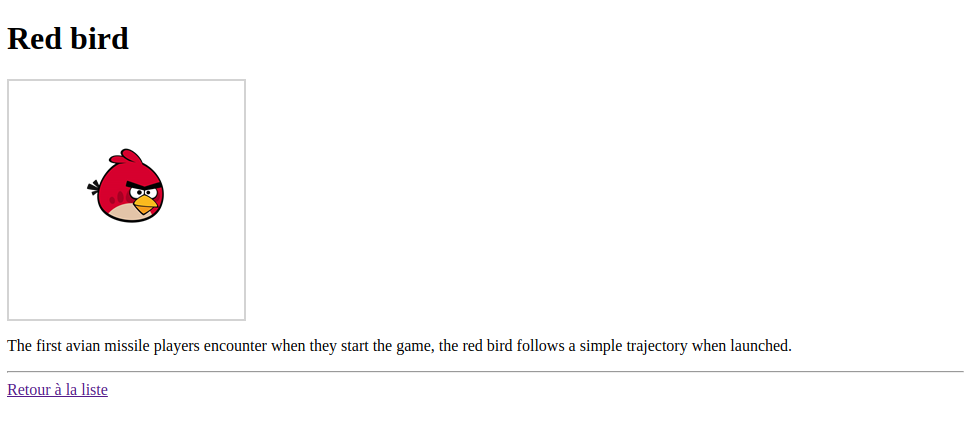 Red bird
The first avian missile players encounter when they start the game, the red bird follows a simple trajectory when launched.
Retour à la liste